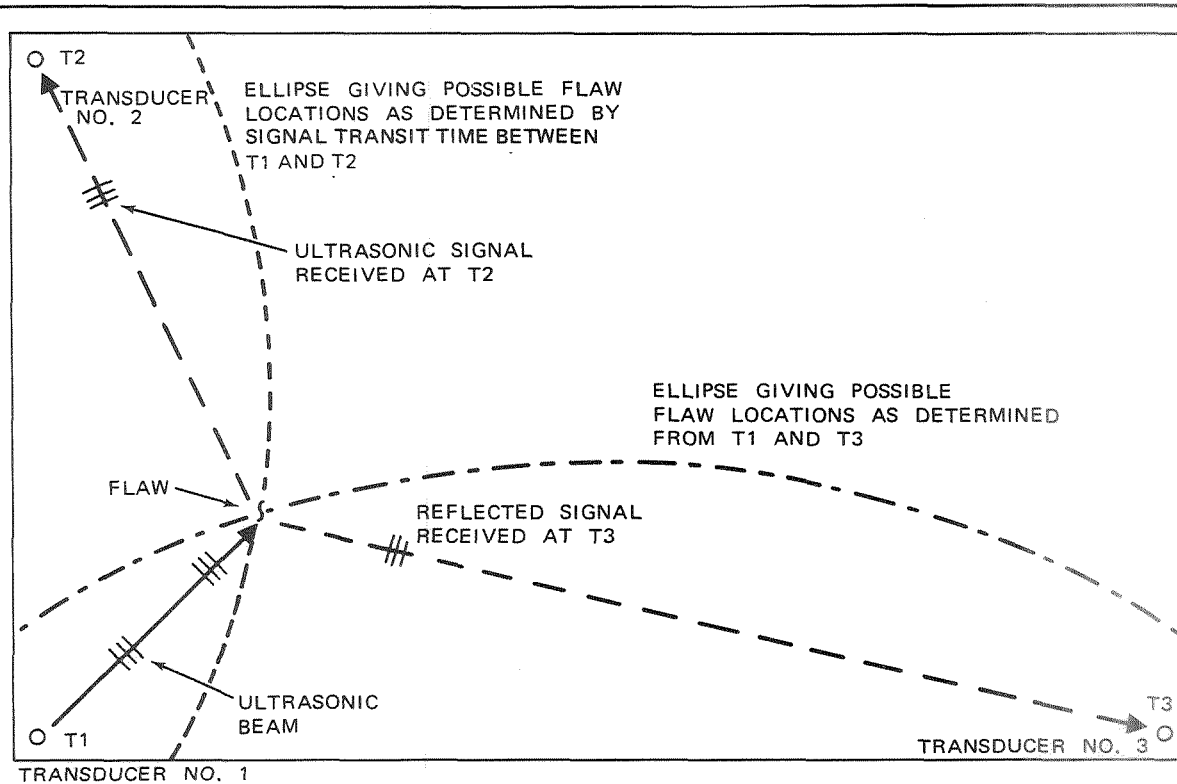 T2
TRANSDUCER
NO. 2
ELLIPSE GIVING POSSIBLE FLAW
LOCATIONS AS DETERMINED BY
SIGNAL TRANSIT TIME BETWEEN
T1 AND T2
ULTRASONIC SIGNAL
RECEIVED AT T2
ELLIPSE GIVING POSSIBLE
FLAW LOCATIONS AS DETERMINED
FROM T1 AND T3
FLAW
REFLECTED SIGNAL
RECEIVED AT T3
ULTRASONIC
BEAM
T1
T3
TRANSDUCER NO. 3
TRANSDUCER NO. 1